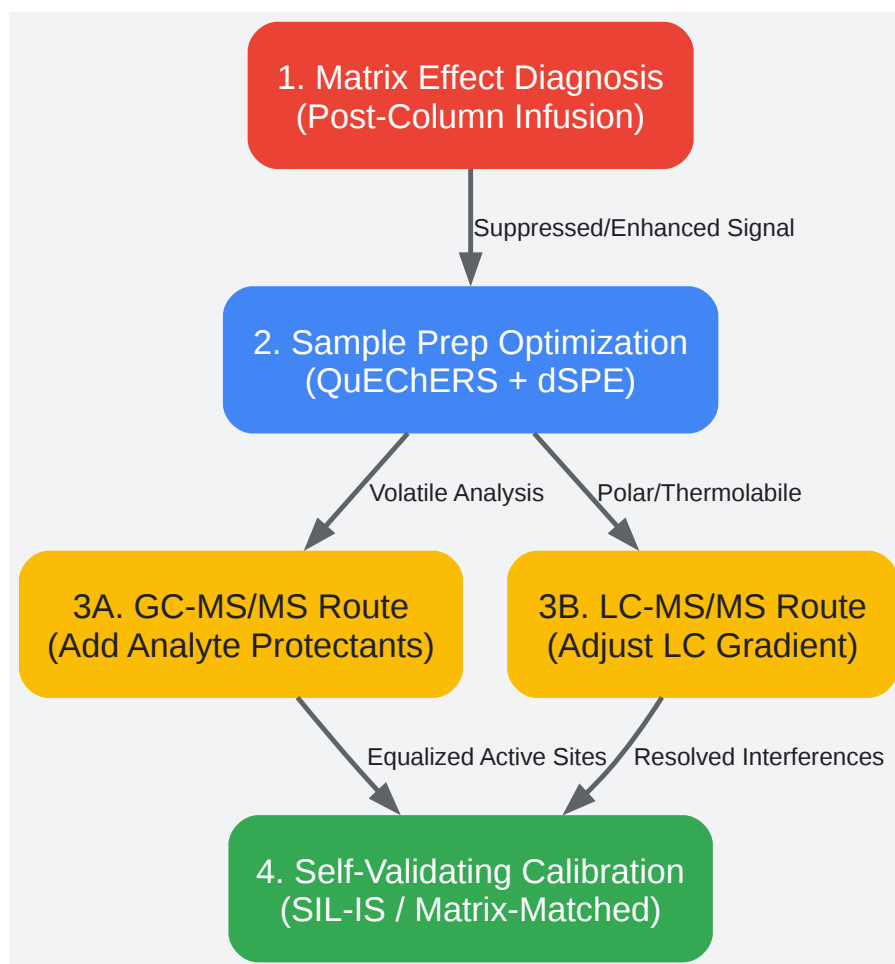 1. Matrix Effect Diagnosis
(Post-Column Infusion)
Suppressed/Enhanced Signal
2. Sample Prep Optimization
(QuEChERS + dSPE)
Volatile Analysis
Polar/Thermolabile
3A. GC-MS/MS Route
(Add Analyte Protectants)
3B. LC-MS/MS Route
(Adjust LC Gradient)
Equalized Active Sites
Resolved Interferences
4. Self-Validating Calibration
(SIL-IS / Matrix-Matched)